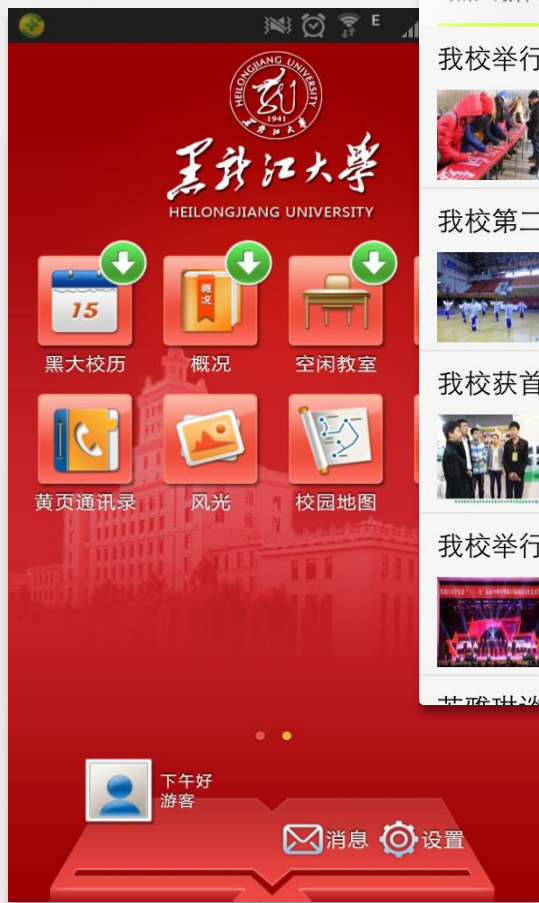 E
HEILONGJIANG UNIVERSITY
1941
黑龙江大學
HEILONGJIANG UNIVERSITY
15
概况
黑大校历
概况
空闲教室
黄页通讯录
风光
校园地图
下午好
游客
消息
设置
我校举行
我校第二
我校获首
我校举行